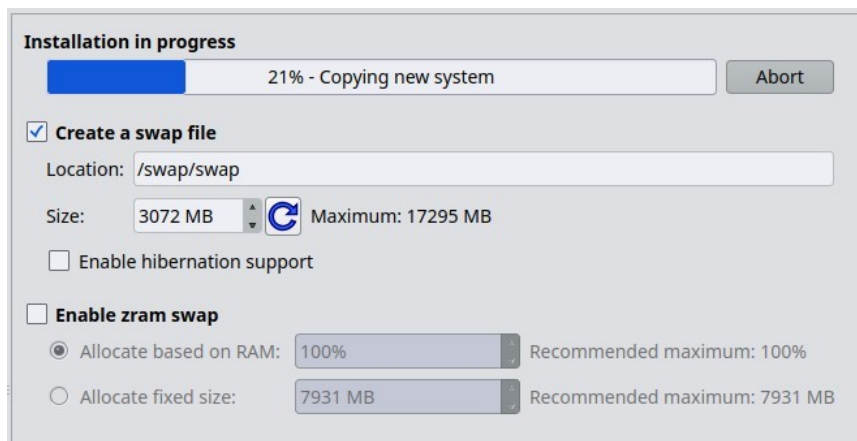 Installation in progress
21% - Copying new system Abort
Create a swap file
Location: /swap/swap
Size: 3072 MB Maximum: 17295 MB
Enable hibernation support
Enable zram swap
Allocate based on RAM: 100% Recommended maximum: 100%
Allocate fixed size: 7931 MB Recommended maximum: 7931 MB